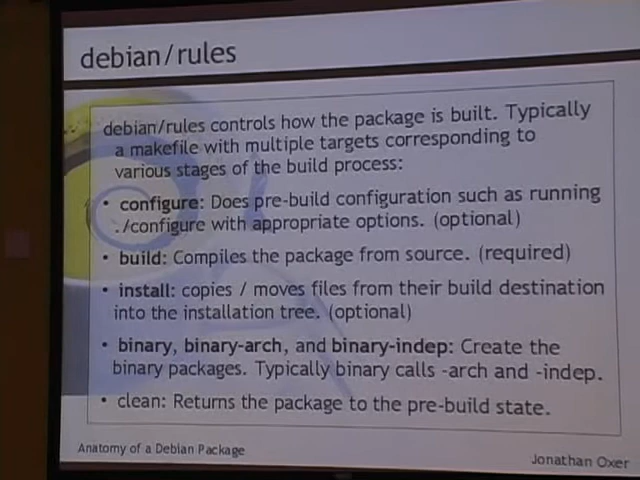 debian/rules
debian/rules controls how the package is built. Typically
a makefile with multiple targets corresponding to
various stages of the build process:
• configure: Does pre-build configuration such as running
./configure with appropriate options. (optional)
• build: Compiles the package from source. (required)
• install: copies / moves files from their build destination
into the installation tree. (optional)
• binary, binary-arch, and binary-indep: Create the
binary packages. Typically binary calls -arch and -indep.
• clean: Returns the package to the pre-build state.
Anatomy of a Debian Package
Jonathan Oxer